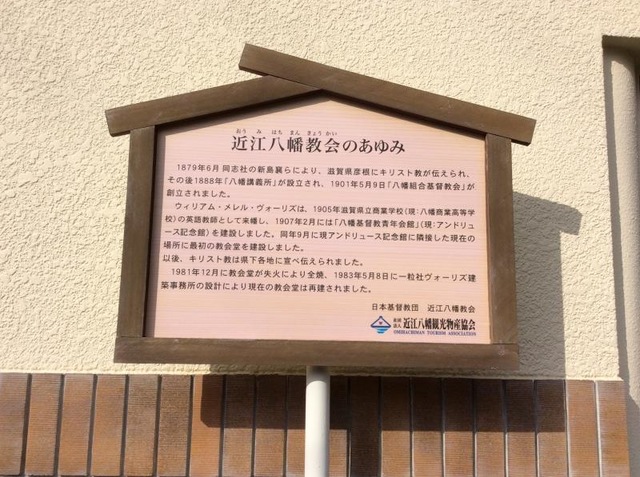 おうみはちまんきょうかい
近江八幡教会のあゆみ
1879年6月 同志社の新島襄らにより、滋賀県彦根にキリスト教が伝えられ、
その後1888年「八幡講義所」が設立され、1901年5月9日「八幡組合基督教会」が
創立されました。
ウィリアム・メレル・ヴォーリズは、1905年滋賀県立商業学校(現:八幡商業高等学
校)の英語教師として来幡し、1907年2月には「八幡基督教青年会館」(現:アンドリュ
ース記念館)を建設しました。同年9月に現アンドリュース記念館に隣接した現在の
場所に最初の教会堂を建設しました。
以後、キリスト教は県下各地に宣べ伝えられました。
1981年12月に教会堂が失火により全焼、1983年5月8日に一粒社ヴォーリズ建
築事務所の設計により現在の教会堂は再建されました。
日本基督教団 近江八幡教会
社団法人 近江八幡観光物産協会
OMIHACHIMAN TOURISM ASSOCIATION